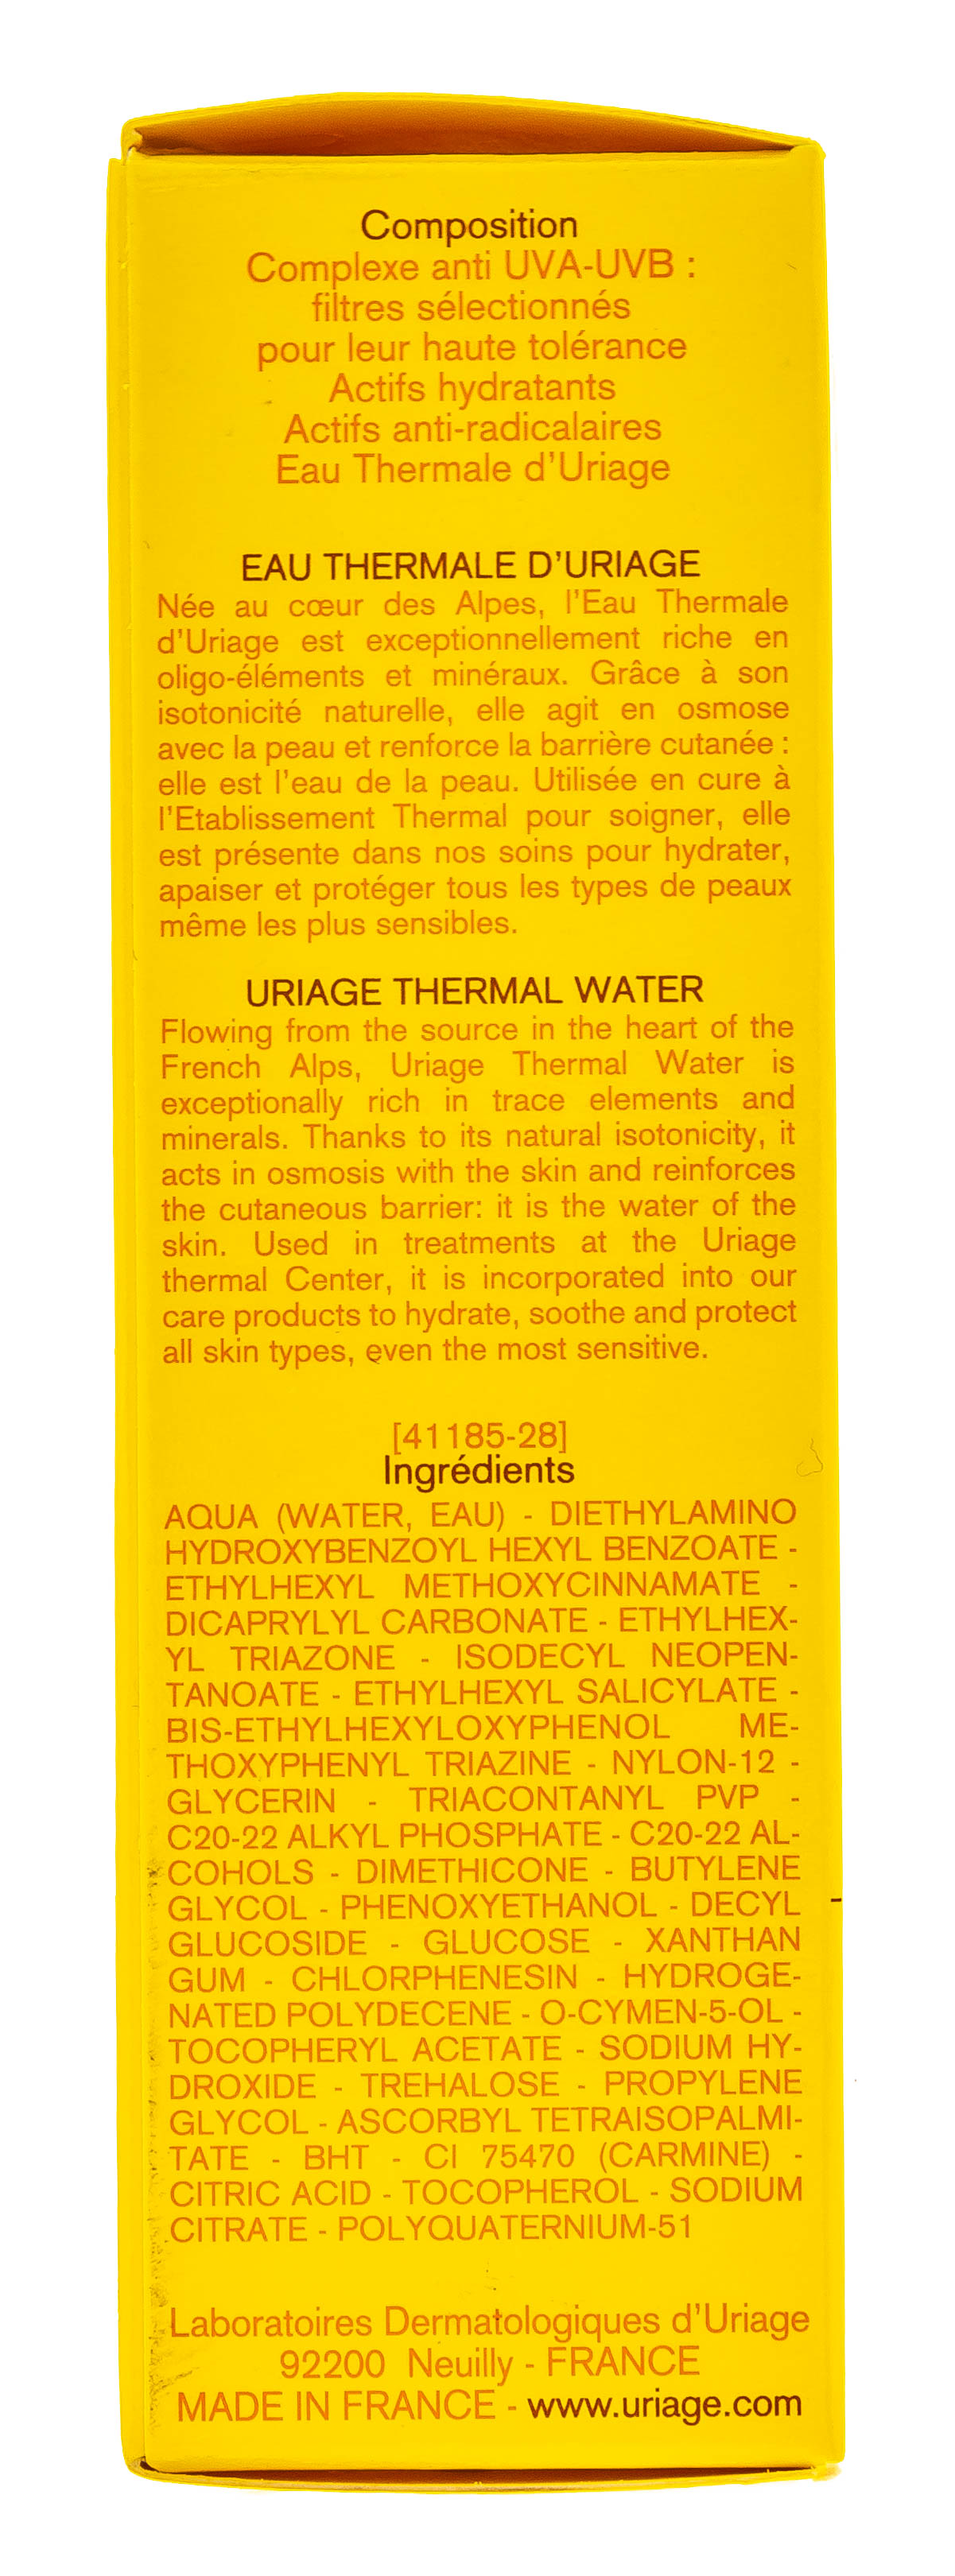 Composition
Complexe anti UVA-UVB :
filtres sélectionnés
pour leur haute tolérance
Actifs hydratants
Actifs anti-radicalaires
Eau Thermale d'Uriage
EAU THERMALE D'URIAGE
Née au cœur des Alpes, l'Eau Thermale
d'Uriage est exceptionnellement riche en
oligo-éléments et minéraux. Grâce à son
isotonicité naturelle, elle agit en osmose
avec la peau et renforce la barrière cutanée :
elle est l'eau de la peau. Utilisée en cure à
l'Etablissement Thermal pour soigner, elle
est présente dans nos soins pour hydrater,
apaiser et protéger tous les types de peaux
même les plus sensibles.
URIAGE THERMAL WATER
Flowing from the source in the heart of the
French Alps, Uriage Thermal Water is
exceptionally rich in trace elements and
minerals. Thanks to its natural isotonicity, it
acts in osmosis with the skin and reinforces
the cutaneous barrier: it is the water of the
skin. Used in treatments at the Uriage
thermal Center, it is incorporated into our
care products to hydrate, soothe and protect
all skin types, even the most sensitive.
[41185-28]
Ingrédients
AQUA (WATER, EAU) - DIETHYLAMINO
HYDROXYBENZOYL HEXYL BENZOATE -
ETHYLHEXYL METHOXYCINNAMATE -
DICAPRYLYL CARBONATE - ETHYLHEX-
YL TRIAZONE - ISODECYL NEOPEN-
TANOATE - ETHYLHEXYL SALICYLATE -
BIS-ETHYLHEXYLOXYPHENOL ME-
THOXYPHENYL TRIAZINE - NYLON-12 -
GLYCERIN - TRIACONTANYL PVP -
C20-22 ALKYL PHOSPHATE - C20-22 AL-
COHOLS - DIMETHICONE - BUTYLENE
GLYCOL - PHENOXYETHANOL - DECYL
GLUCOSIDE - GLUCOSE - XANTHAN
GUM - CHLORPHENESIN - HYDROGE-
NATED POLYDECENE - O-CYMEN-5-OL -
TOCOPHERYL ACETATE - SODIUM HY-
DROXIDE - TREHALOSE - PROPYLENE
GLYCOL - ASCORBYL TETRAISOPALMI-
TATE - BHT - CI 75470 (CARMINE) -
CITRIC ACID - TOCOPHEROL - SODIUM
CITRATE - POLYQUATERNIUM-51
Laboratoires Dermatologiques d'Uriage
92200 Neuilly - FRANCE
MADE IN FRANCE - www.uriage.com